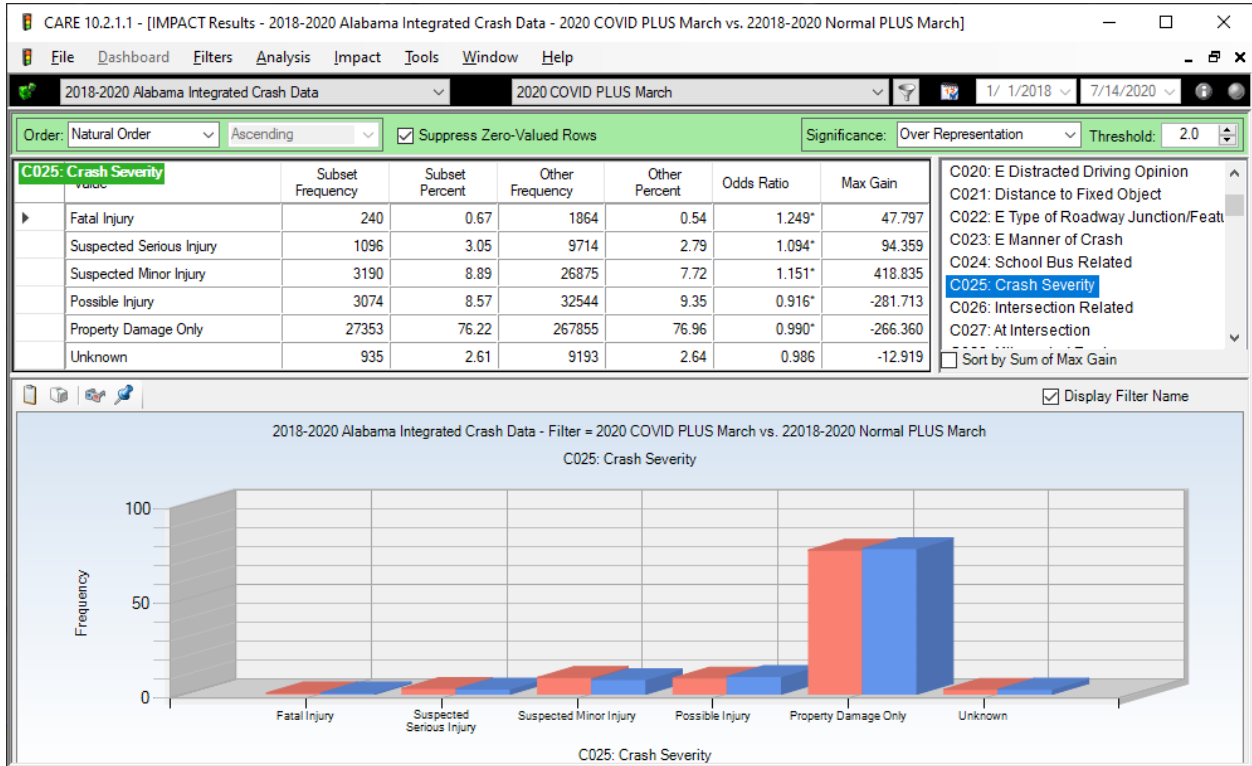 CARE 10.2.1.1 - [IMPACT Results - 2018-2020 Alabama Integrated Crash Data - 2020 COVID PLUS March vs. 22018-2020 Normal PLUS March]
File Dashboard Filters Analysis Impact Tools Window Help
2018-2020 Alabama Integrated Crash Data 2020 COVID PLUS March 1/ 1/2018 7/14/2020
Order: Natural Order Ascending Suppress Zero-Valued Rows Significance: Over Representation Threshold: 2.0
C025: Crash Severity Subset Frequency Subset Percent Other Frequency Other Percent Odds Ratio Max Gain
Fatal Injury 240 0.67 1864 0.54 1.249* 47.797
Suspected Serious Injury 1096 3.05 9714 2.79 1.094* 94.359
Suspected Minor Injury 3190 8.89 26875 7.72 1.151* 418.835
Possible Injury 3074 8.57 32544 9.35 0.916* -281.713
Property Damage Only 27353 76.22 267855 76.96 0.990* -266.360
Unknown 935 2.61 9193 2.64 0.986 -12.919
C020: E Distracted Driving Opinion
C021: Distance to Fixed Object
C022: E Type of Roadway Junction/Featu
C023: E Manner of Crash
C024: School Bus Related
C025: Crash Severity
C026: Intersection Related
C027: At Intersection
Sort by Sum of Max Gain
Display Filter Name
2018-2020 Alabama Integrated Crash Data - Filter = 2020 COVID PLUS March vs. 22018-2020 Normal PLUS March
C025: Crash Severity
100
50
0
Frequency
Fatal Injury
Suspected
Serious Injury
Suspected Minor Injury
Possible Injury
Property Damage Only
Unknown
C025: Crash Severity